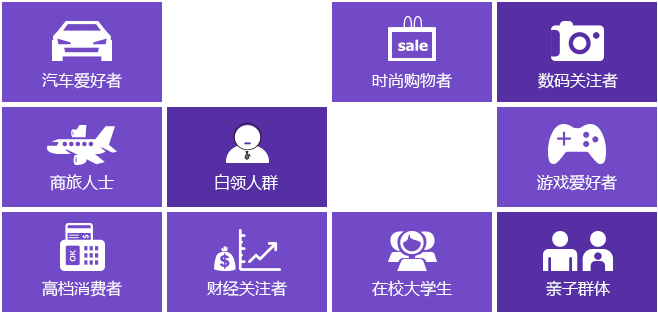 汽车爱好者
sale
时尚购物者
数码关注者
商旅人士
白领人群
游戏爱好者
$
OK
高档消费者
$
财经关注者
在校大学生
亲子群体